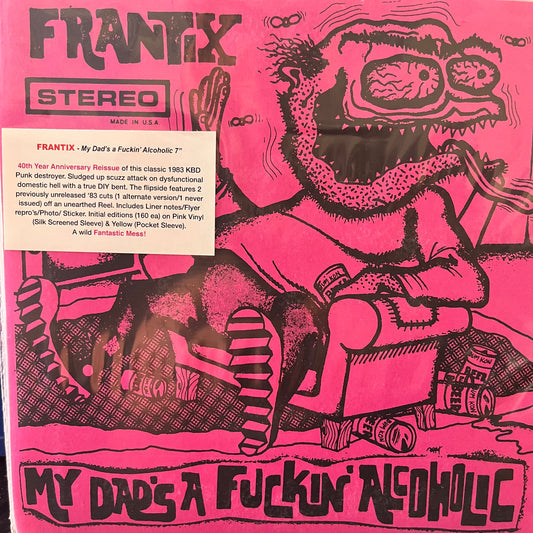 FRANTIX
STEREO
MADE IN U.S.A
FRANTIX - My Dad's a Fuckin' Alcoholic 7"
40th Year Anniversary Reissue of this classic 1983 KBD
Punk destroyer. Sludged up scuzz attack on dysfunctional
domestic hell with a true DIY bent. The flipside features 2
previously unreleased '83 cuts (1 alternate version/1 never
issued) off an unearthed Reel. Includes Liner notes/Flyer
repro's/Photo/ Sticker. Initial editions (160 ea) on Pink Vinyl
(Silk Screened Sleeve) & Yellow (Pocket Sleeve).
A wild Fantastic Mess!
BEER
MY DAD'S A FUCKIN' ALCOHOLIC